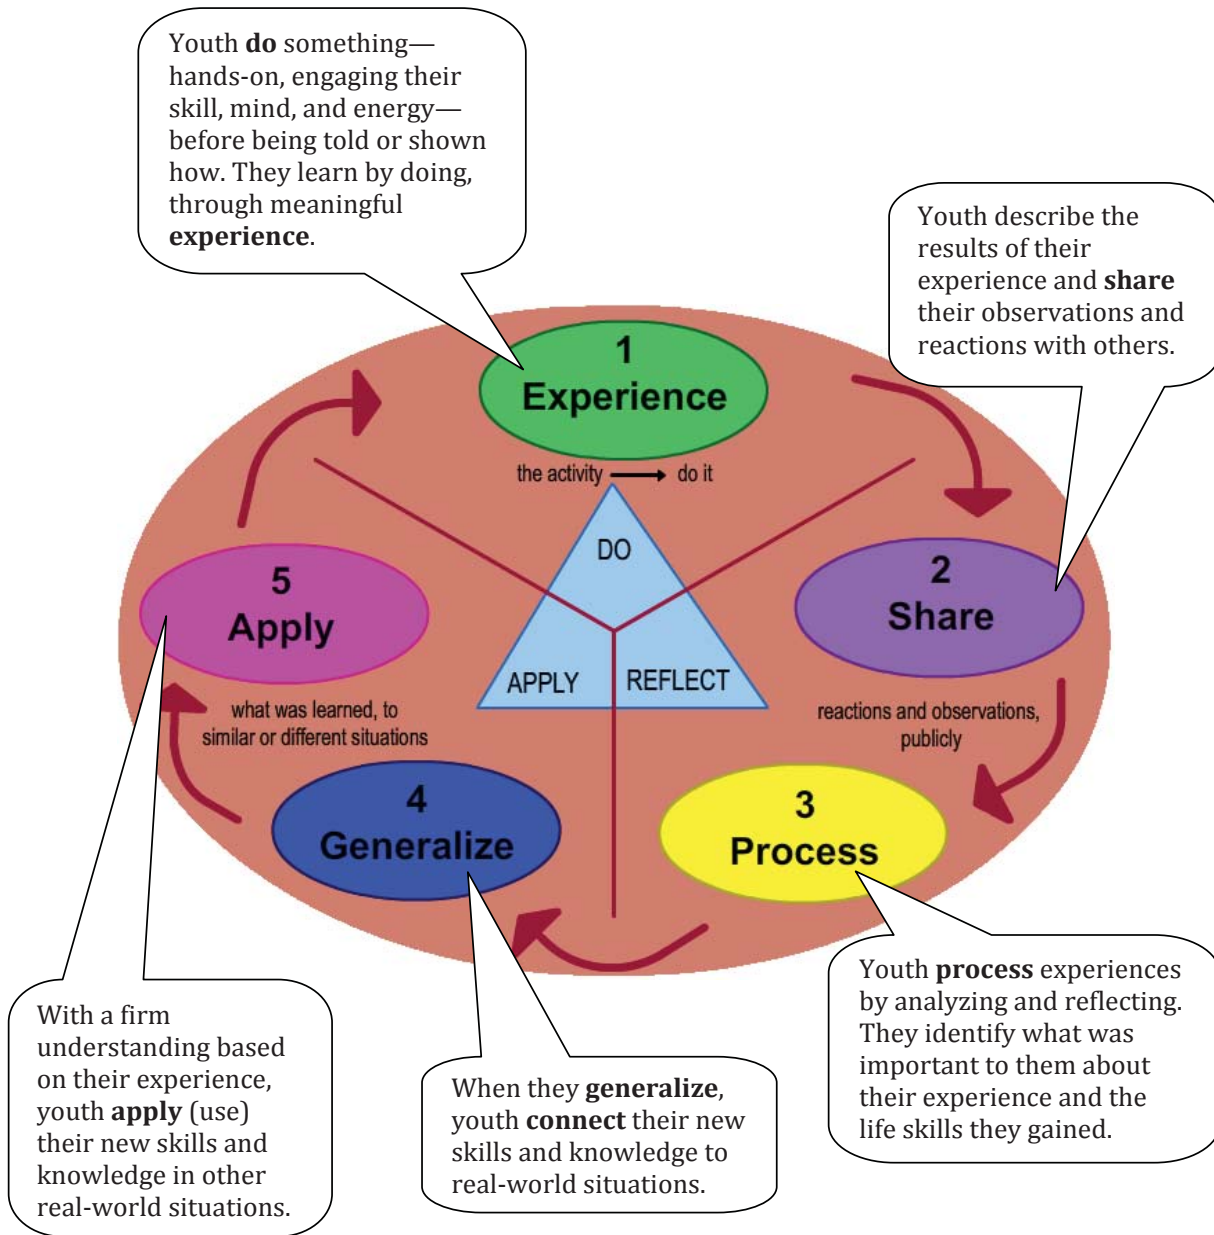 Youth do something—
hands-on, engaging their
skill, mind, and energy—
before being told or shown
how. They learn by doing,
through meaningful
experience.
Youth describe the
results of their
experience and share
their observations and
reactions with others.
1
Experience
the activity → do it
DO
APPLY
REFLECT
2
Share
reactions and observations,
publicly
3
Process
4
Generalize
5
Apply
what was learned, to
similar or different situations
Youth process experiences
by analyzing and reflecting.
They identify what was
important to them about
their experience and the
life skills they gained.
When they generalize,
youth connect their new
skills and knowledge to
real-world situations.
With a firm
understanding based
on their experience,
youth apply (use)
their new skills and
knowledge in other
real-world situations.